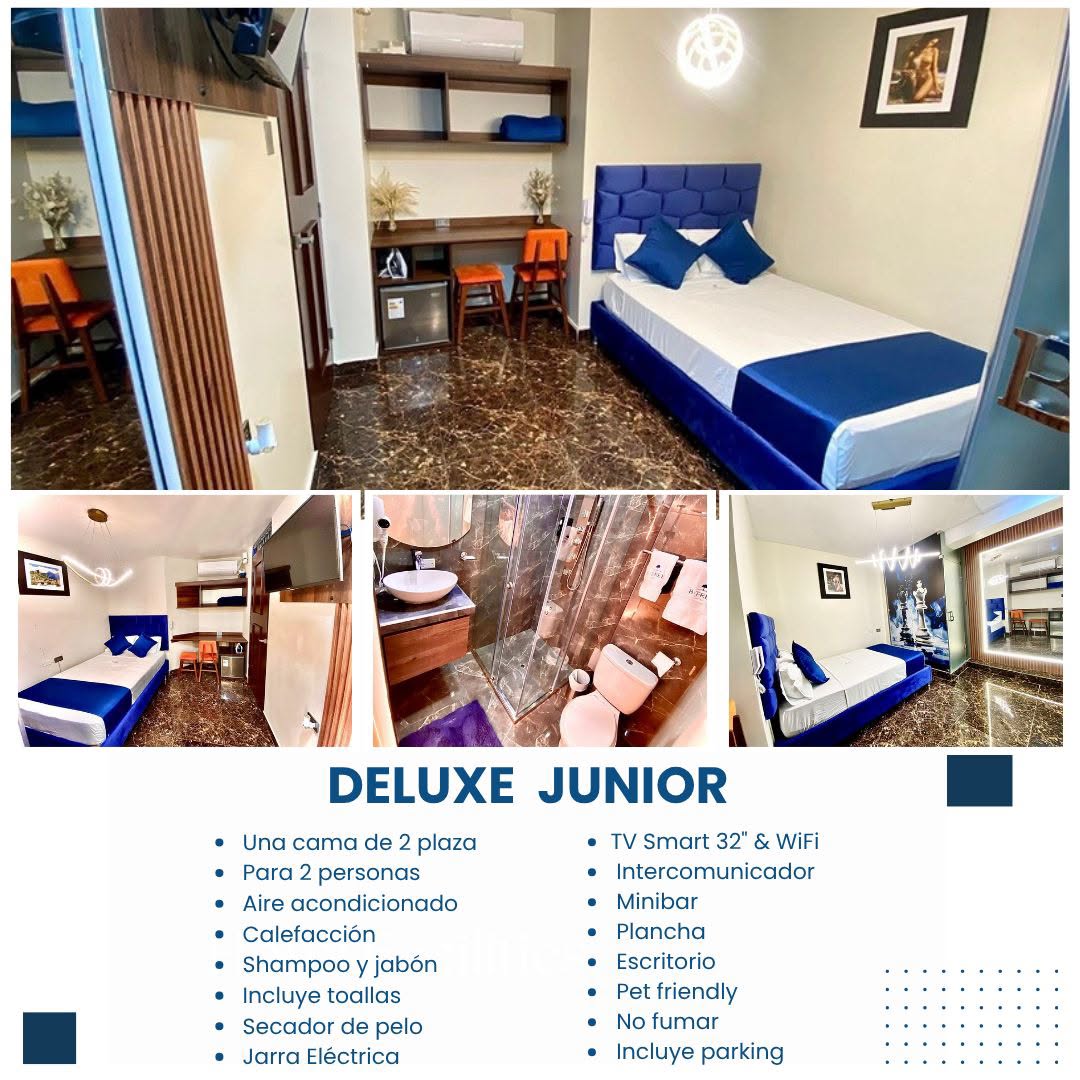 DELUXE JUNIOR
• Una cama de 2 plaza
• Para 2 personas
• Aire acondicionado
• Calefacción
• Shampoo y jabón
• Incluye toallas
• Secador de pelo
• Jarra Eléctrica
• TV Smart 32" & WiFi
• Intercomunicador
• Minibar
• Plancha
• Escritorio
• Pet friendly
• No fumar
• Incluye parking